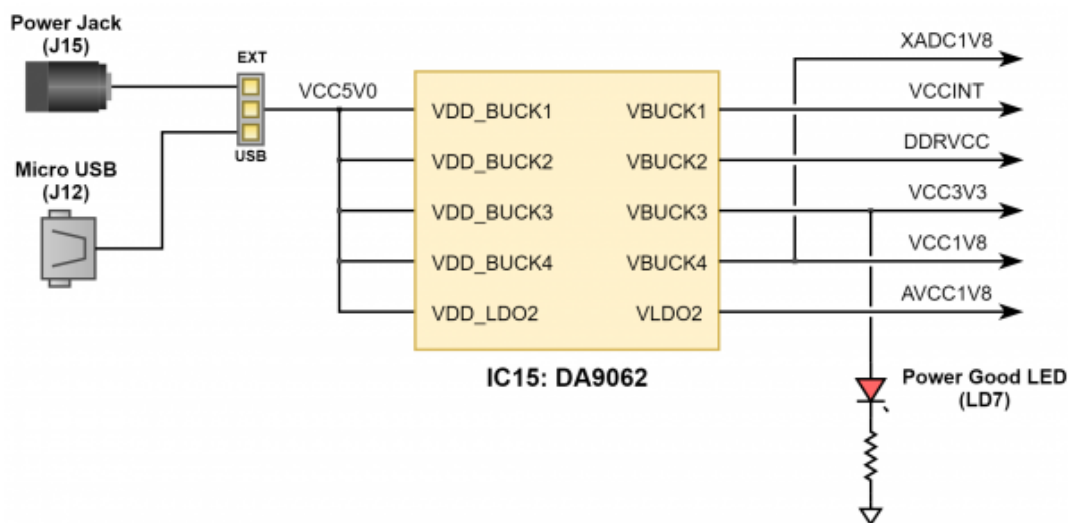 Power Jack
(J15)
EXT
USB
Micro USB
(J12)
VCC5V0
VDD_BUCK1
VDD_BUCK2
VDD_BUCK3
VDD_BUCK4
VDD_LDO2
VBUCK1
VBUCK2
VBUCK3
VBUCK4
VLDO2
IC15: DA9062
XADC1V8
VCCINT
DDRVCC
VCC3V3
VCC1V8
AVCC1V8
Power Good LED
(LD7)